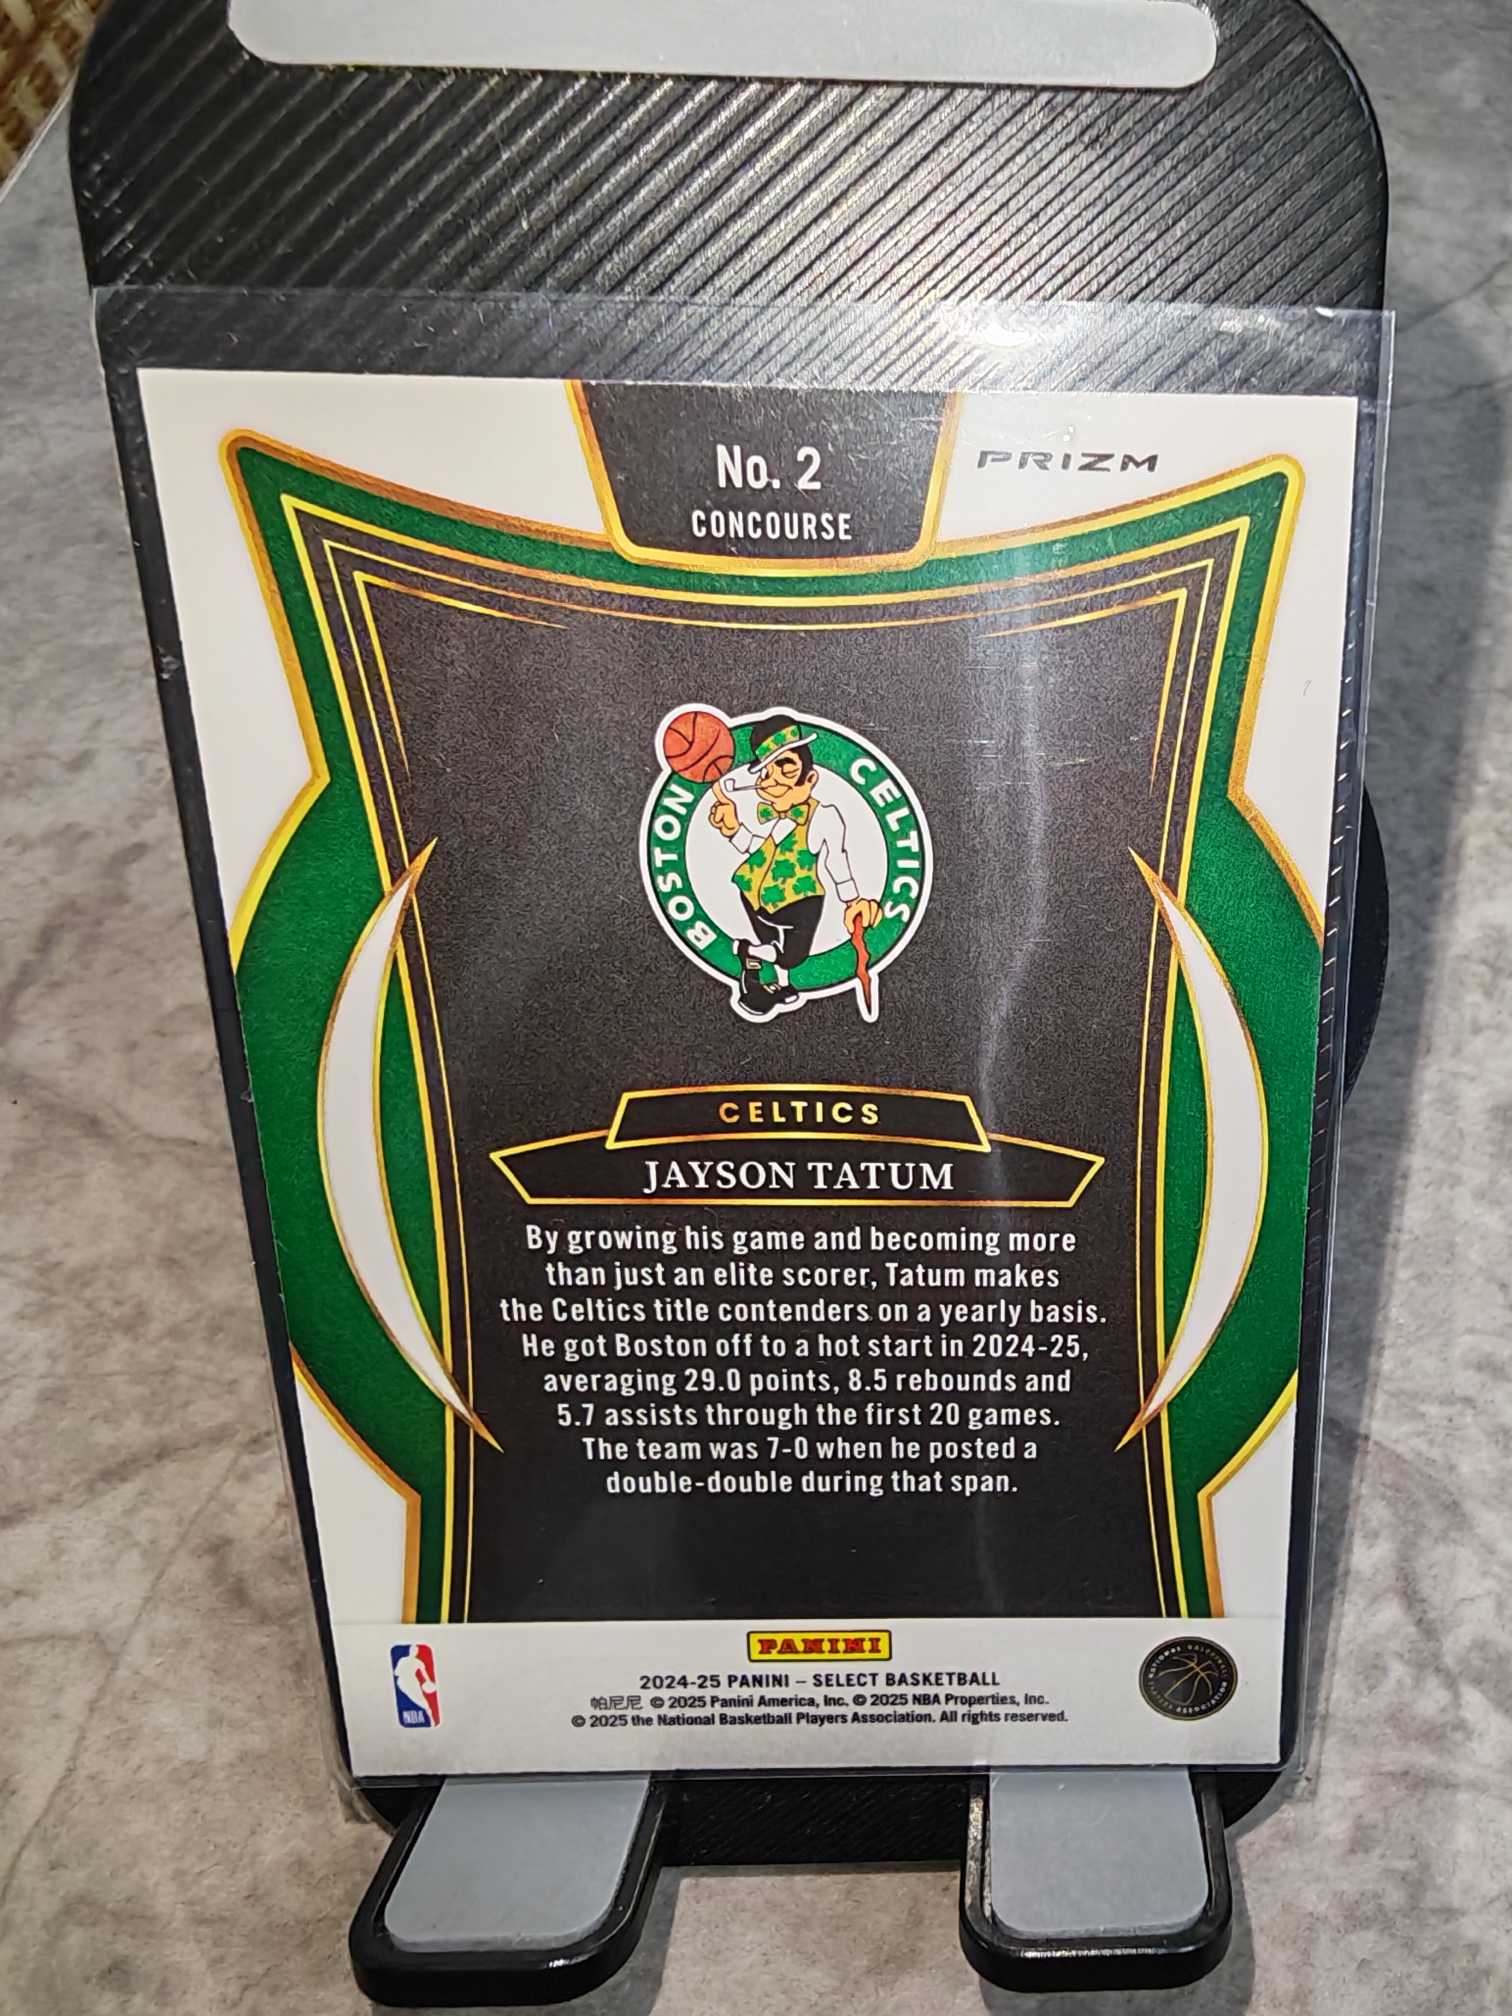 No. 2
CONCOURSE
PRIZM
BOSTON CELTICS
CELTICS
JAYSON TATUM
By growing his game and becoming more
than just an elite scorer, Tatum makes
the Celtics title contenders on a yearly basis.
He got Boston off to a hot start in 2024-25,
averaging 29.0 points, 8.5 rebounds and
5.7 assists through the first 20 games.
The team was 7-0 when he posted a
double-double during that span.
PANINI
2024-25 PANINI – SELECT BASKETBALL
帕尼尼 © 2025 Panini America, Inc. © 2025 NBA Properties, Inc.
© 2025 the National Basketball Players Association. All rights reserved.
NBA
NATIONAL BASKETBALL
PLAYERS ASSOCIATION